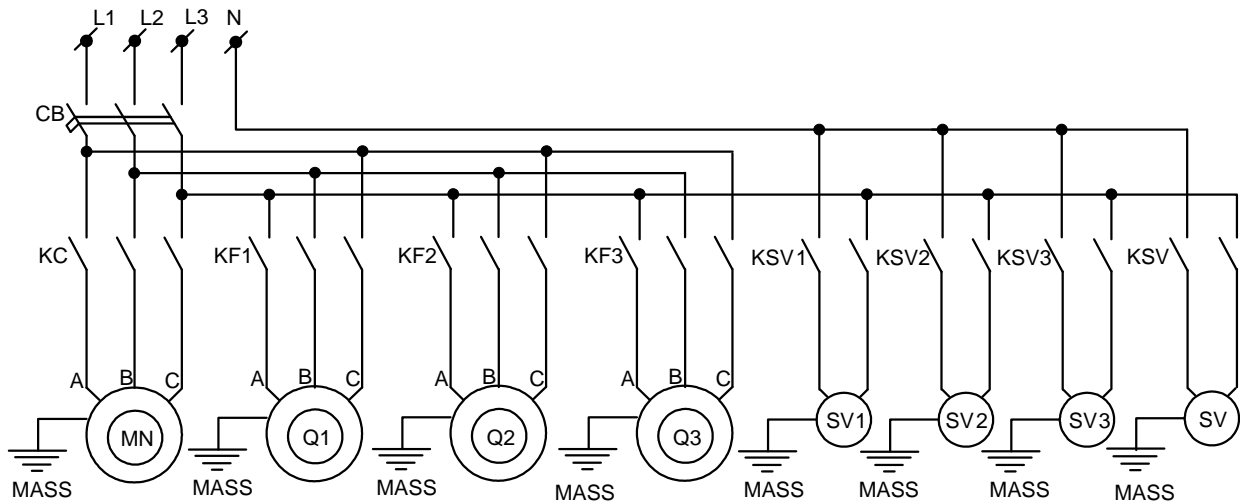 L1 L2 L3 N
CB
KC KF1 KF2 KF3 KSV1 KSV2 KSV3 KSV
A B C A B C A B C A B C
MN Q1 Q2 Q3 SV1 SV2 SV3 SV
MASS MASS MASS MASS MASS MASS MASS MASS